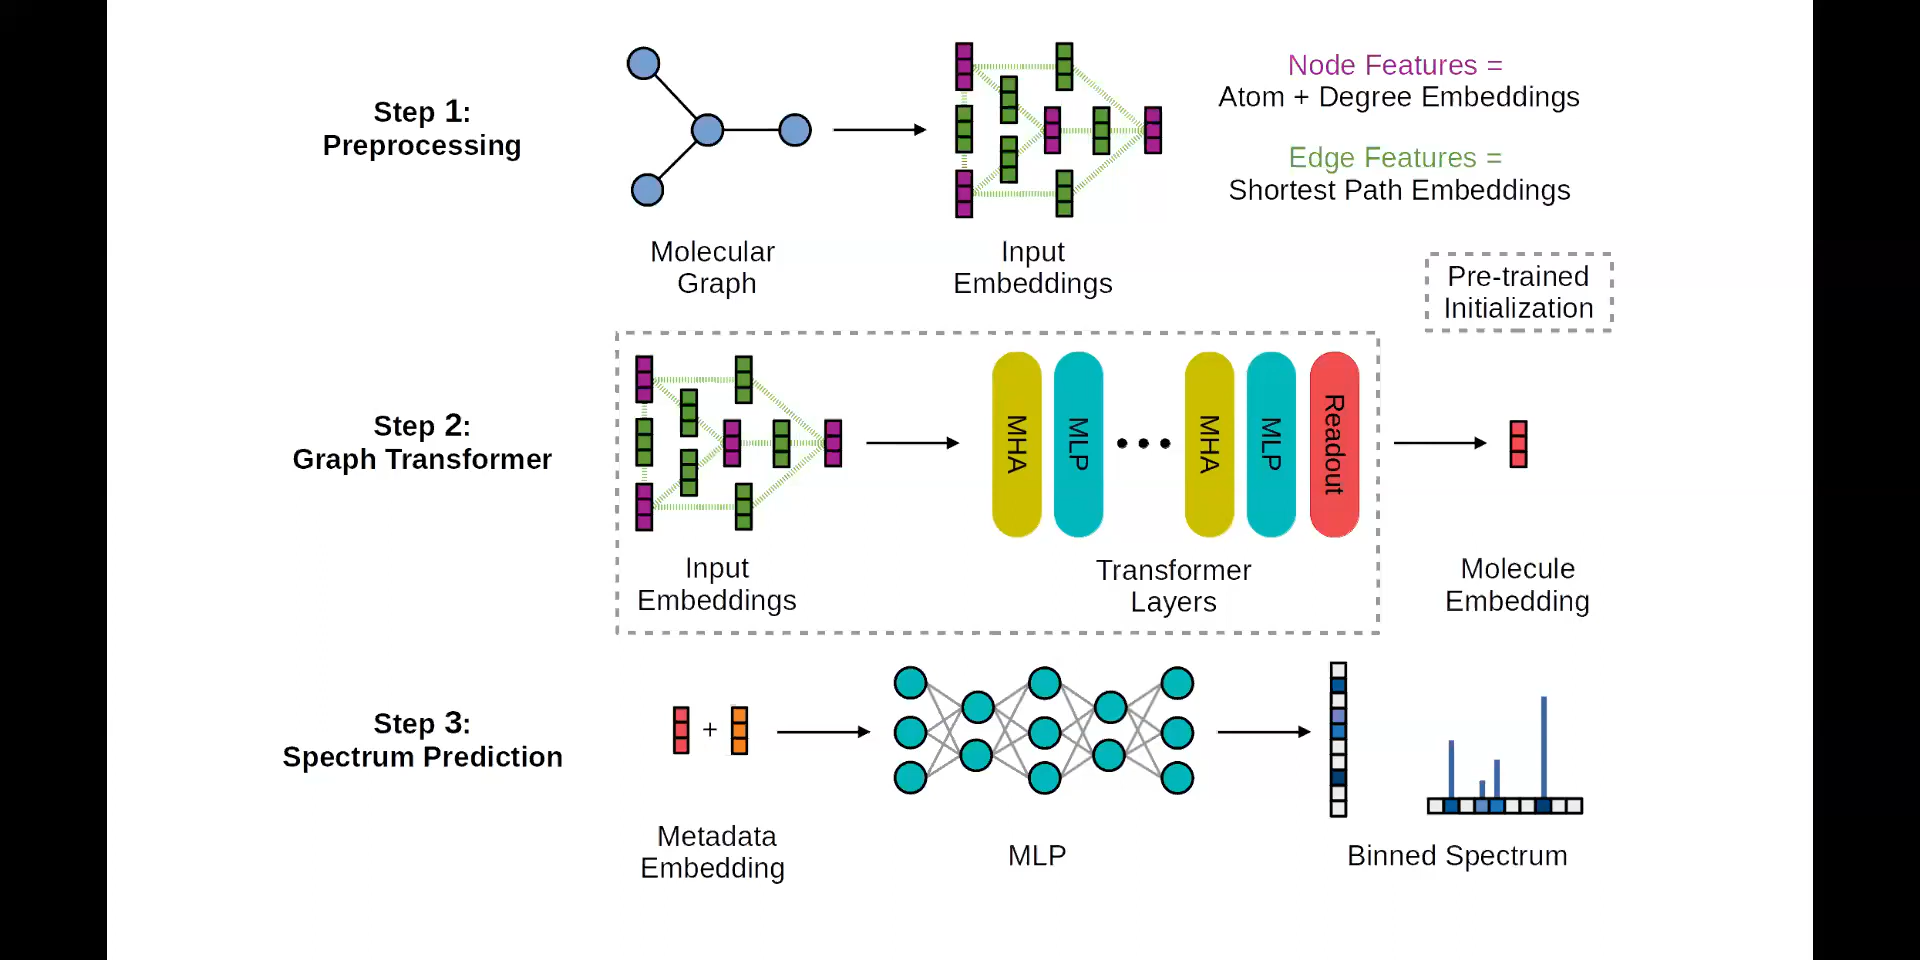 Step 1:
Preprocessing
Molecular
Graph
Input
Embeddings
Node Features =
Atom + Degree Embeddings
Edge Features =
Shortest Path Embeddings
Pre-trained
Initialization
Step 2:
Graph Transformer
Input
Embeddings
MHA
MLP
MHA
MLP
Readout
Transformer
Layers
Molecule
Embedding
Step 3:
Spectrum Prediction
+
Metadata
Embedding
MLP
Binned Spectrum